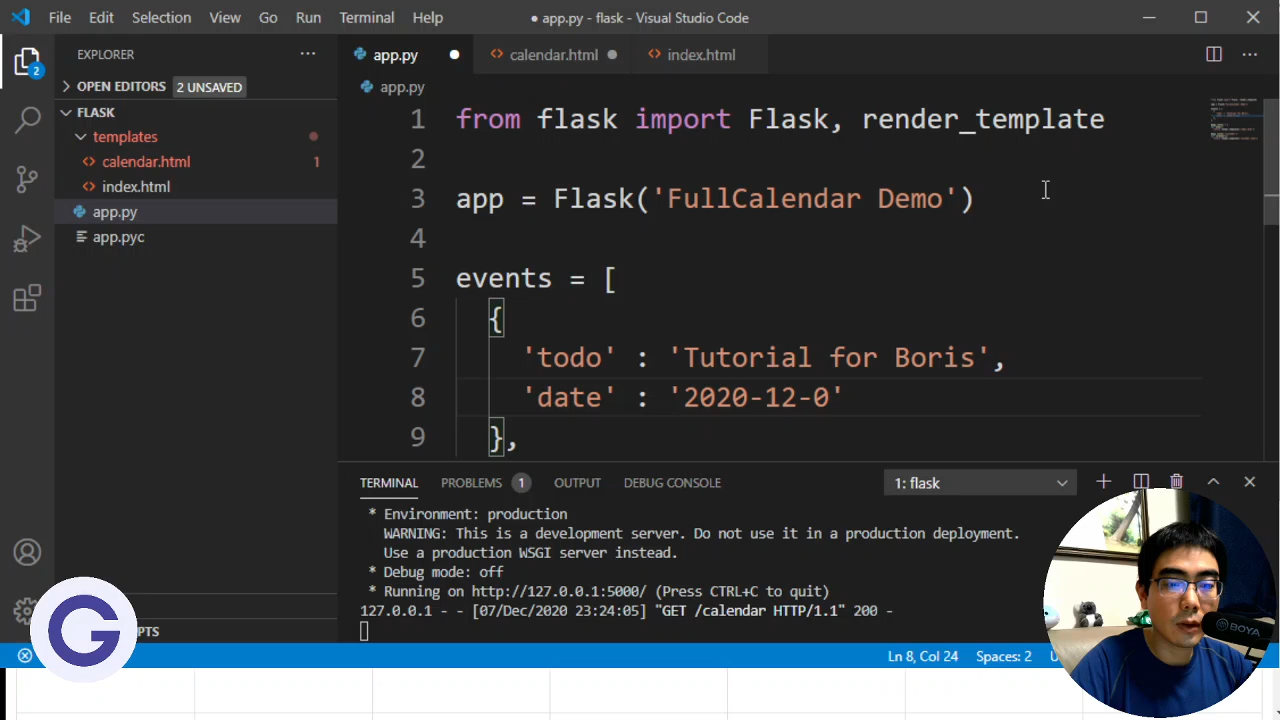 File Edit Selection View Go Run Terminal Help
● app.py - flask - Visual Studio Code
EXPLORER
OPEN EDITORS 2 UNSAVED
FLASK
templates
calendar.html 1
index.html
app.py
app.pyc
2
app.py
calendar.html
index.html
app.py
1 from flask import Flask, render_template
2
3 app = Flask('FullCalendar Demo')
4
5 events = [
6 {
7 'todo' : 'Tutorial for Boris',
8 'date' : '2020-12-0'
9 },
TERMINAL PROBLEMS 1 OUTPUT DEBUG CONSOLE 1: flask
* Environment: production
WARNING: This is a development server. Do not use it in a production deployment.
Use a production WSGI server instead.
* Debug mode: off
* Running on http://127.0.0.1:5000/ (Press CTRL+C to quit)
127.0.0.1 - - [07/Dec/2020 23:24:05] "GET /calendar HTTP/1.1" 200 -
G
Ln 8, Col 24 Spaces: 2
BOYA